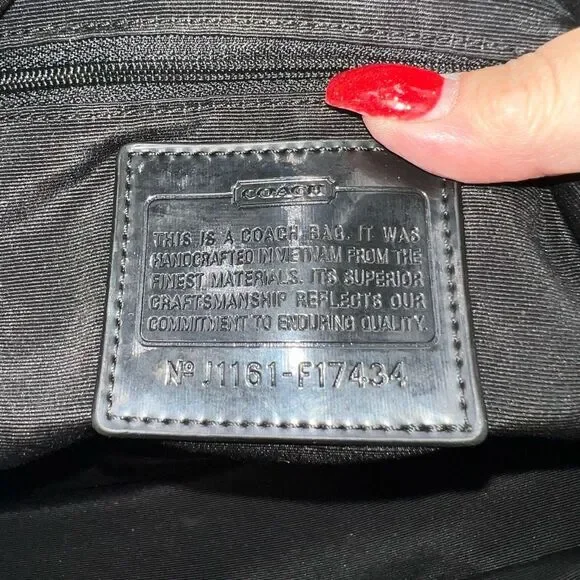 COACH
THIS IS A COACH BAG. IT WAS
HANDCRAFTED IN VIETNAM FROM THE
FINEST MATERIALS. ITS SUPERIOR
CRAFTSMANSHIP REFLECTS OUR
COMMITMENT TO ENDURING QUALITY.
Nº J1161-F17434